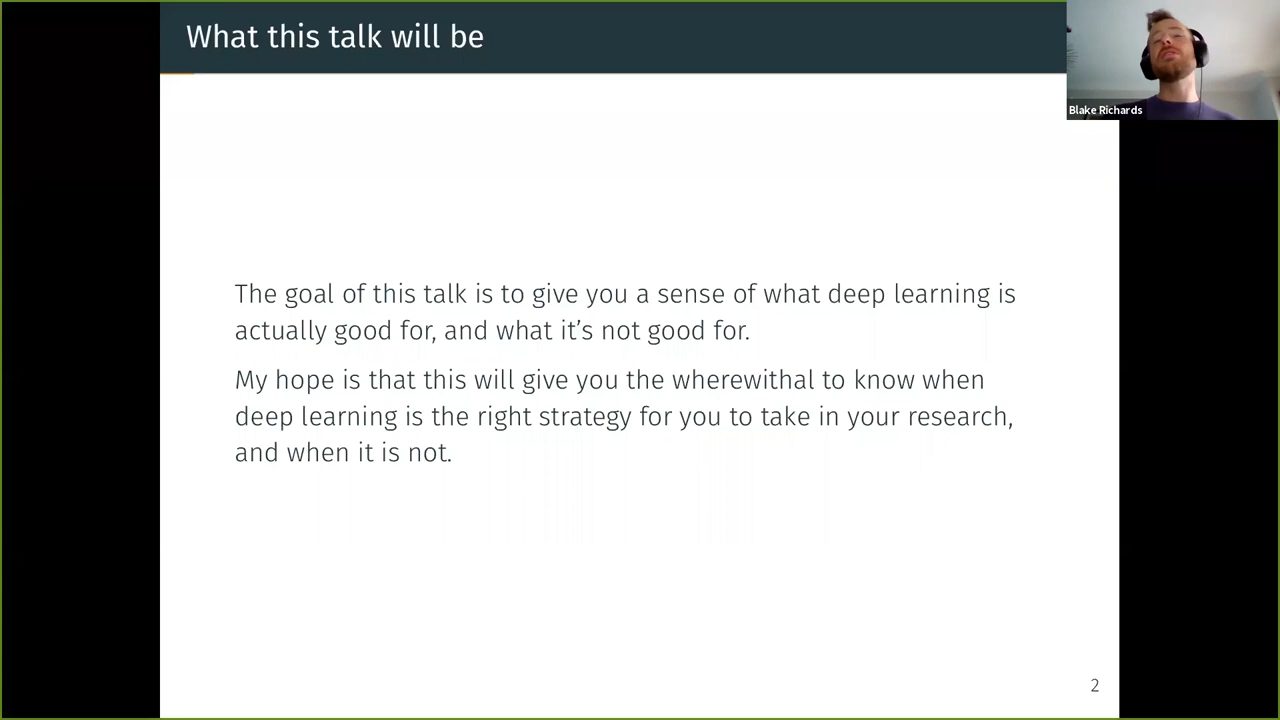 What this talk will be
Blake Richards
The goal of this talk is to give you a sense of what deep learning is
actually good for, and what it’s not good for.
My hope is that this will give you the wherewithal to know when
deep learning is the right strategy for you to take in your research,
and when it is not.
2